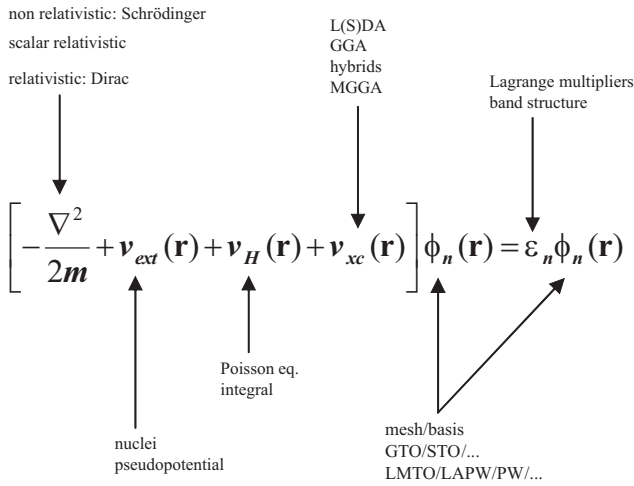 non relativistic: Schrödinger
scalar relativistic
relativistic: Dirac
L(S)DA
GGA
hybrids
MGGA
Lagrange multipliers
band structure
[−∇²/2m + v_ext(r) + v_H(r) + v_xc(r)] ϕ_n(r) = ε_n ϕ_n(r)
Poisson eq.
integral
nuclei
pseudopotential
mesh/basis
GTO/STO/...
LMTO/LAPW/PW/...